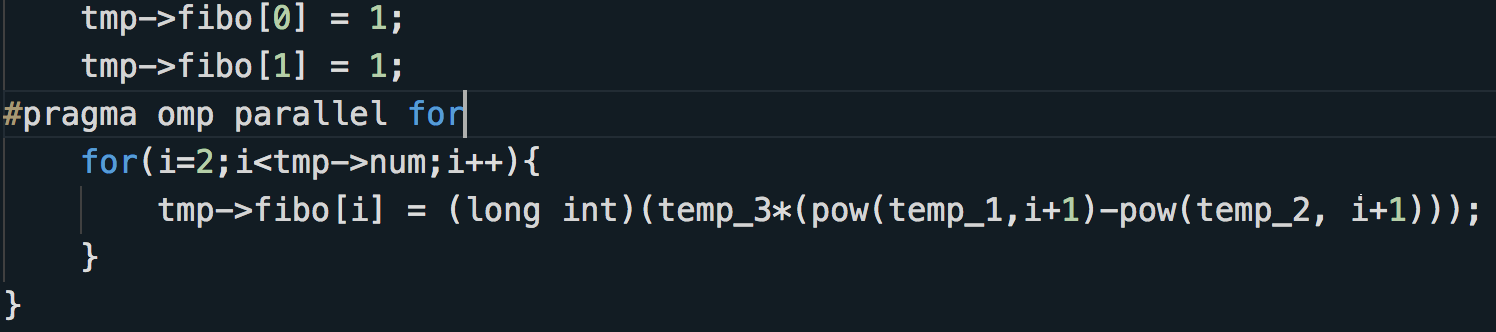 tmp->fibo[0] = 1;
tmp->fibo[1] = 1;
#pragma omp parallel for
for(i=2;i<tmp->num;i++){
tmp->fibo[i] = (long int)(temp_3*(pow(temp_1,i+1)-pow(temp_2, i+1)));
}
}